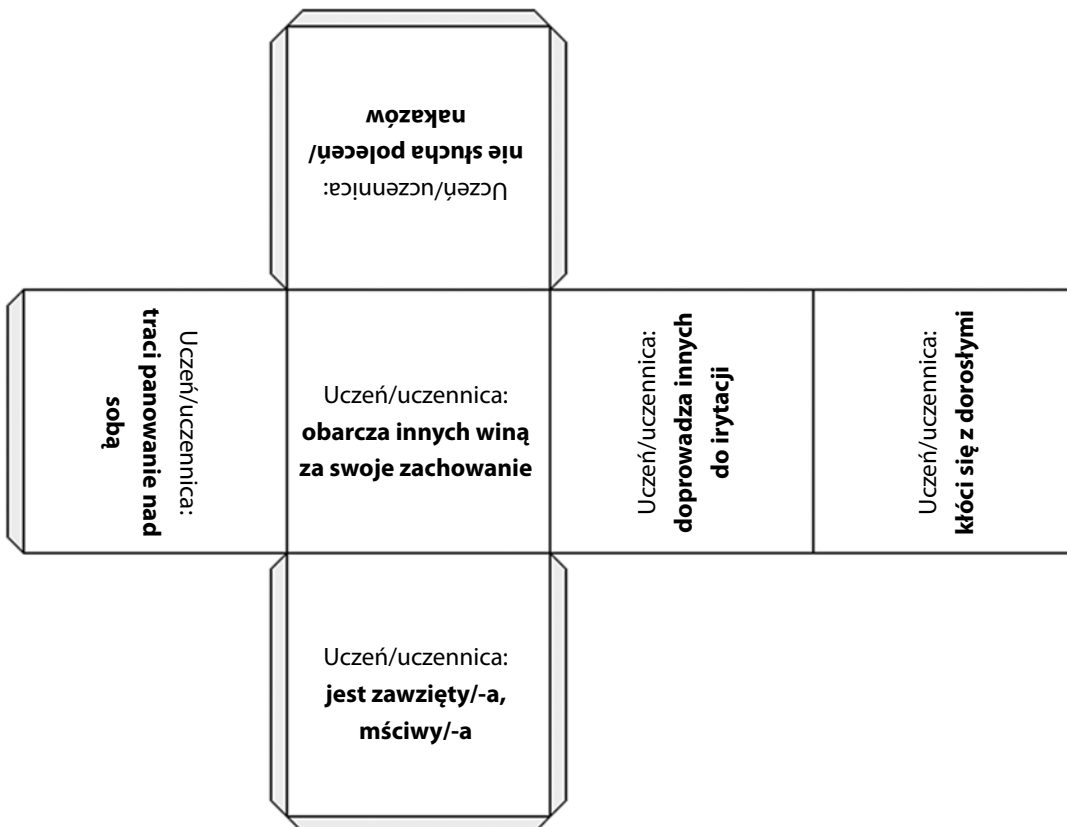 Uczeń/uczennica:
nie słucha poleceń/
nakazów
Uczeń/uczennica:
traci panowanie nad
sobą
Uczeń/uczennica:
obarcza innych winą
za swoje zachowanie
Uczeń/uczennica:
doprowadza innych
do irytacji
Uczeń/uczennica:
kłóci się z dorosłymi
Uczeń/uczennica:
jest zawzięty/-a,
mściwy/-a